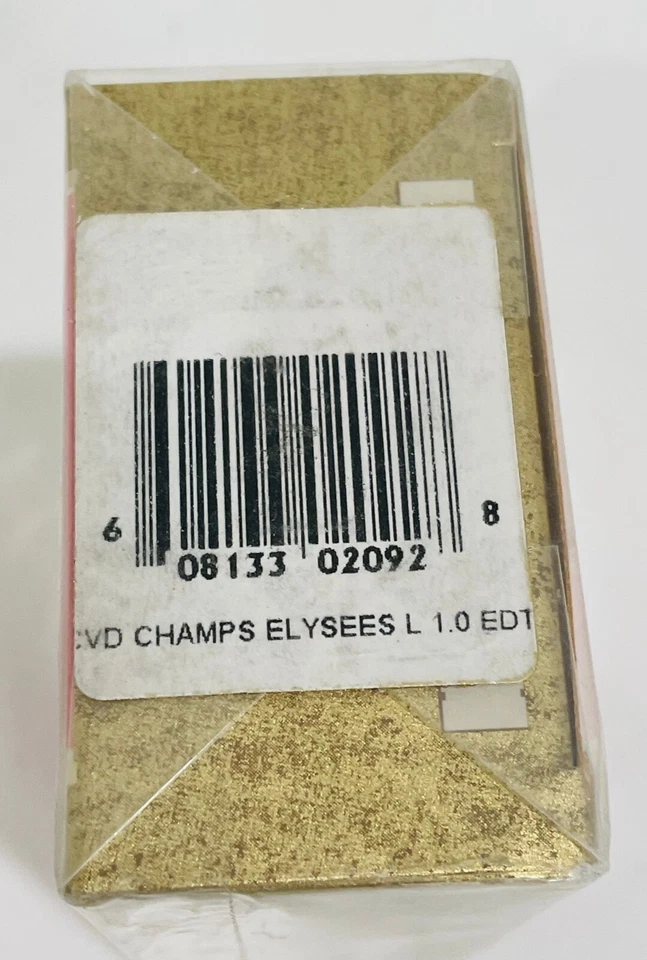 6 08133 02092 8
CVD CHAMPS ELYSEES L 1.0 EDT